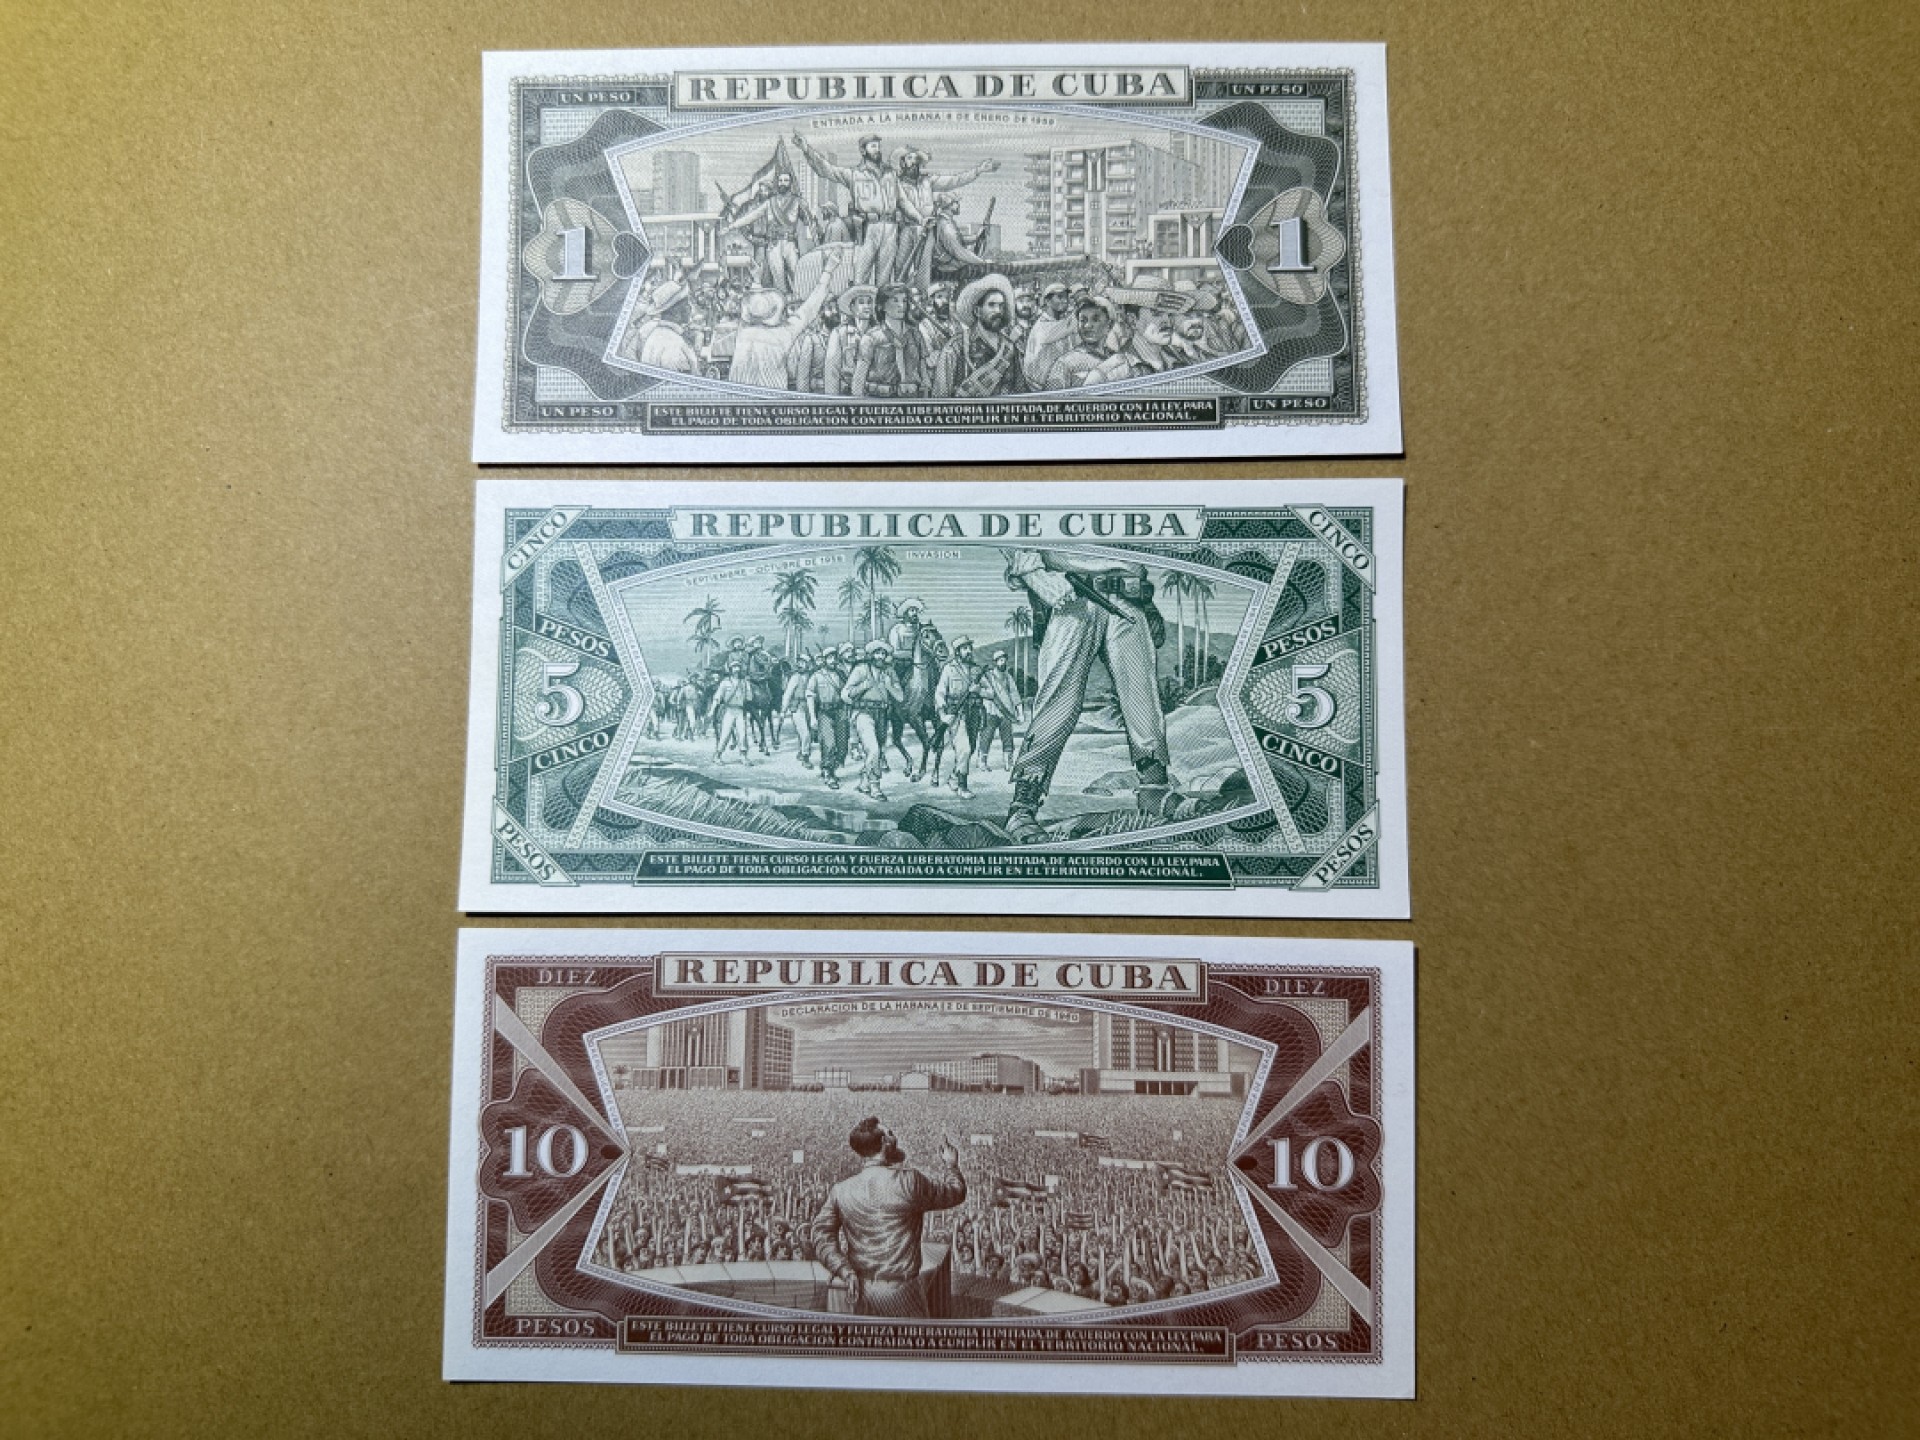 REPUBLICA DE CUBA
UN PESO
UN PESO
ENTRADA A LA HABANA 8 DE ENERO DE 1959
1
1
UN PESO
UN PESO
ESTE BILLETE TIENE CURSO LEGAL Y FUERZA LIBERATORIA ILIMITADA, DE ACUERDO CON LA LEY, PARA
EL PAGO DE TODA OBLIGACION CONTRAIDA O A CUMPLIR EN EL TERRITORIO NACIONAL.
REPUBLICA DE CUBA
CINCO
CINCO
SEPTIEMBRE - OCTUBRE DE 1958 INVASION
PESOS
PESOS
5
5
CINCO
CINCO
PESOS
PESOS
ESTE BILLETE TIENE CURSO LEGAL Y FUERZA LIBERATORIA ILIMITADA, DE ACUERDO CON LA LEY, PARA
EL PAGO DE TODA OBLIGACION CONTRAIDA O A CUMPLIR EN EL TERRITORIO NACIONAL.
REPUBLICA DE CUBA
DIEZ
DIEZ
DECLARACION DE LA HABANA 2 DE SEPTIEMBRE DE 1960
10
10
PESOS
PESOS
ESTE BILLETE TIENE CURSO LEGAL Y FUERZA LIBERATORIA ILIMITADA, DE ACUERDO CON LA LEY, PARA
EL PAGO DE TODA OBLIGACION CONTRAIDA O A CUMPLIR EN EL TERRITORIO NACIONAL.